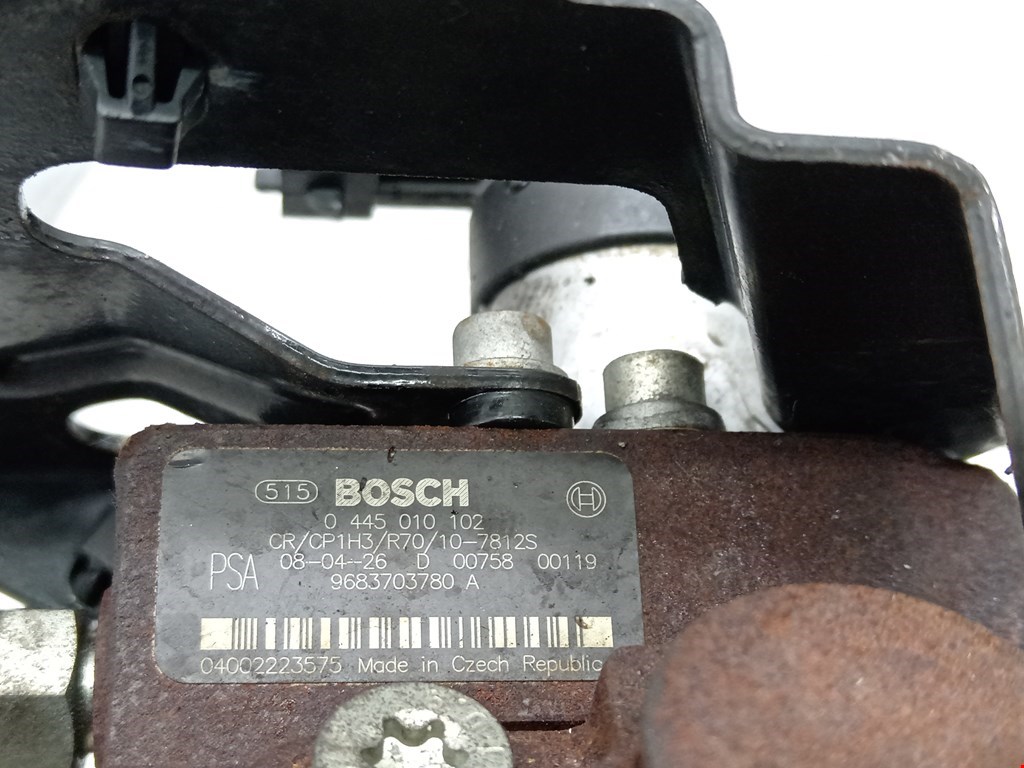 515 BOSCH H
0 445 010 102
CR/CP1H3/R70/10-7812S
PSA 08-04-26 D 00758 00119
9683703780 A
04002223575 Made in Czech Republic